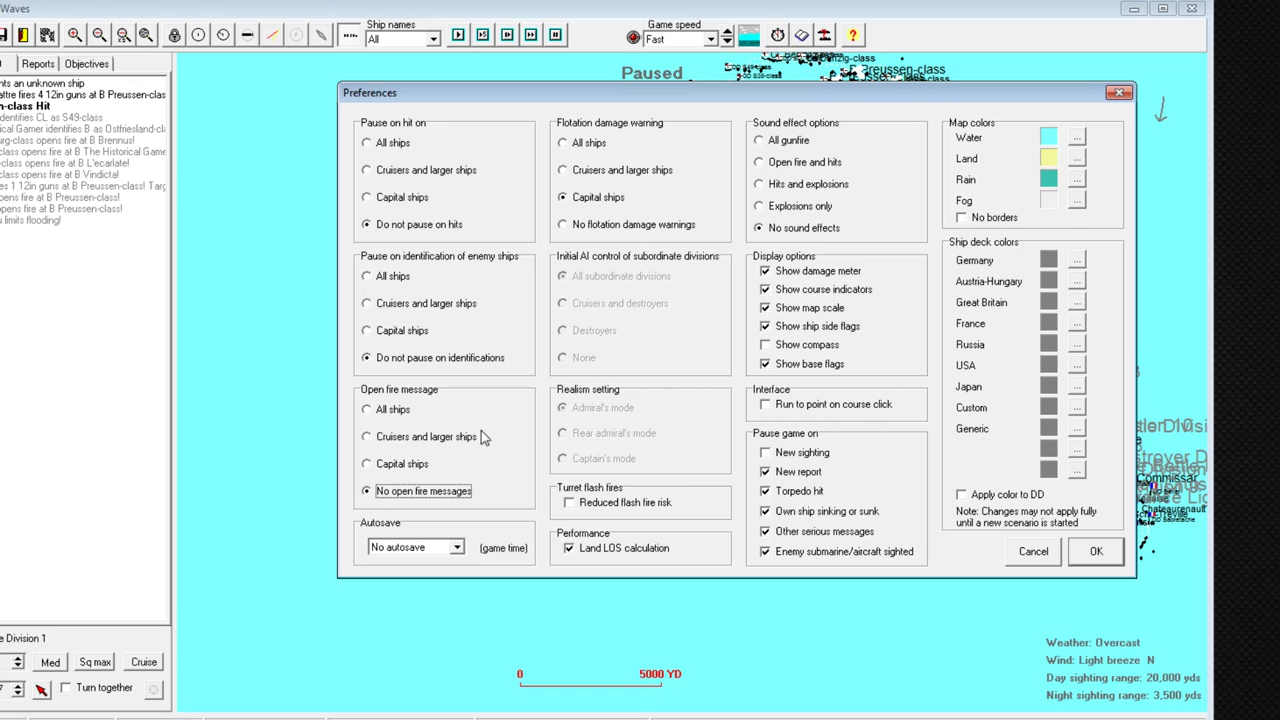 Waves
Ship names
All
Game speed
Fast
Reports
Objectives
Paused
B Preussen-class
nts an unknown ship
attre fires 4 12in guns at B Preussen-clas
n-class Hit
identifies CL as S49-class
ical Gamer identifies B as Ostfriesland-cl
urg-class opens fire at B Brennus!
class opens fire at B The Historical Game
class opens fire at B L'ecarlate!
class opens fire at B Vindicta!
es 1 12in guns at B Preussen-class! Targ
opens fire at B Preussen-class!
pens fire at B Preussen-class!
u limits flooding!
Preferences
Pause on hit on
All ships
Cruisers and larger ships
Capital ships
Do not pause on hits
Pause on identification of enemy ships
All ships
Cruisers and larger ships
Capital ships
Do not pause on identifications
Open fire message
All ships
Cruisers and larger ships
Capital ships
No open fire messages
Autosave
No autosave
(game time)
Flotation damage warning
All ships
Cruisers and larger ships
Capital ships
No flotation damage warnings
Initial AI control of subordinate divisions
All subordinate divisions
Cruisers and destroyers
Destroyers
None
Realism setting
Admiral's mode
Rear admiral's mode
Captain's mode
Turret flash fires
Reduced flash fire risk
Performance
Land LOS calculation
Sound effect options
All gunfire
Open fire and hits
Hits and explosions
Explosions only
No sound effects
Display options
Show damage meter
Show course indicators
Show map scale
Show ship side flags
Show compass
Show base flags
Interface
Run to point on course click
Pause game on
New sighting
New report
Torpedo hit
Own ship sinking or sunk
Other serious messages
Enemy submarine/aircraft sighted
Map colors
Water
...
Land
...
Rain
...
Fog
...
No borders
Ship deck colors
Germany
...
Austria-Hungary
...
Great Britain
...
France
...
Russia
...
USA
...
Japan
...
Custom
...
Generic
...
...
...
Apply color to DD
Note: Changes may not apply fully
until a new scenario is started
Cancel
OK
Commissar
Chateaurenault
e Division 1
Med
Sq max
Cruise
Turn together
0
5000 YD
Weather: Overcast
Wind: Light breeze N
Day sighting range: 20,000 yds
Night sighting range: 3,500 yds